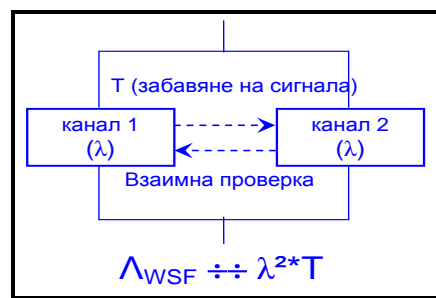 T (забавяне на сигнала)
канал 1
(λ)
канал 2
(λ)
Взаимна проверка
ΛWSF ÷÷ λ²*T